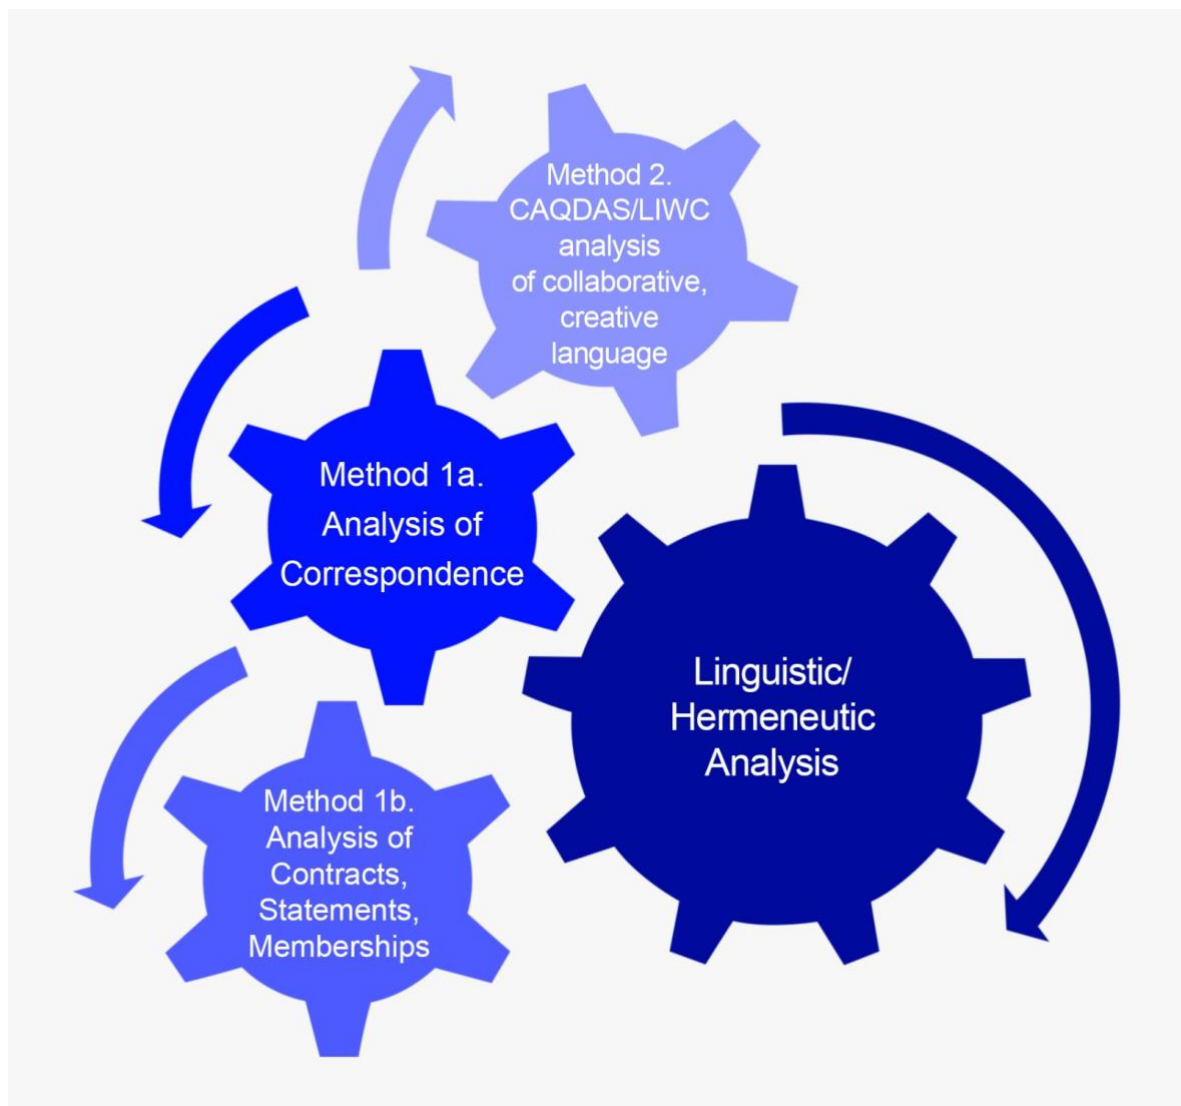 Method 2.
CAQDAS/LIWC
analysis
of collaborative,
creative
language
Method 1a.
Analysis of
Correspondence
Linguistic/
Hermeneutic
Analysis
Method 1b.
Analysis of
Contracts,
Statements,
Memberships